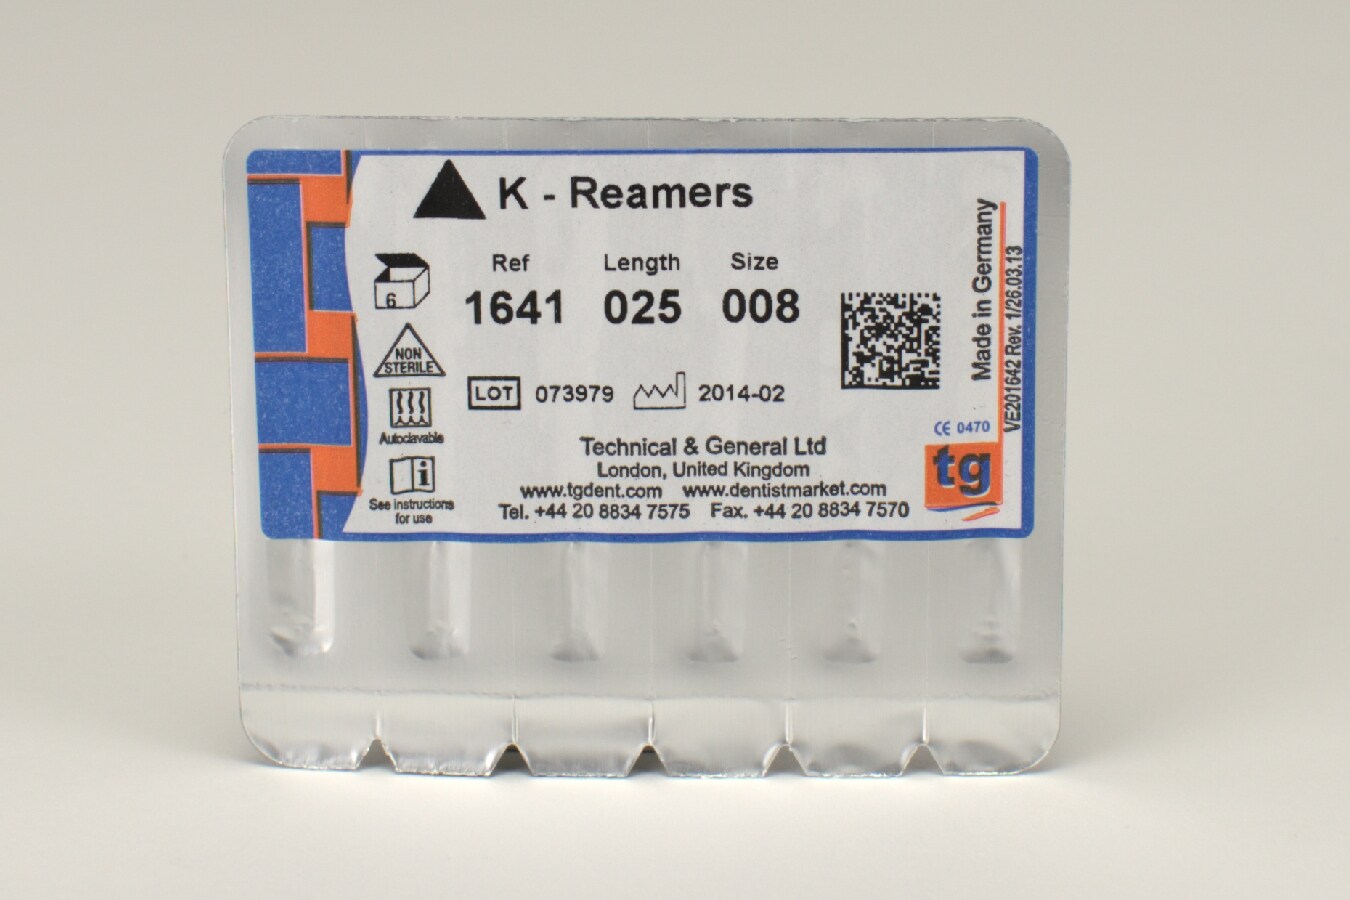 K - Reamers
Ref Length Size
1641 025 008
6
NON
STERILE
LOT 073979 2014-02
Autoclavable
See instructions
for use
Technical & General Ltd
London, United Kingdom
www.tgdent.com www.dentistmarket.com
Tel. +44 20 8834 7575 Fax. +44 20 8834 7570
Made in Germany
VE201642 Rev. 1/26.03.13
CE 0470
tg